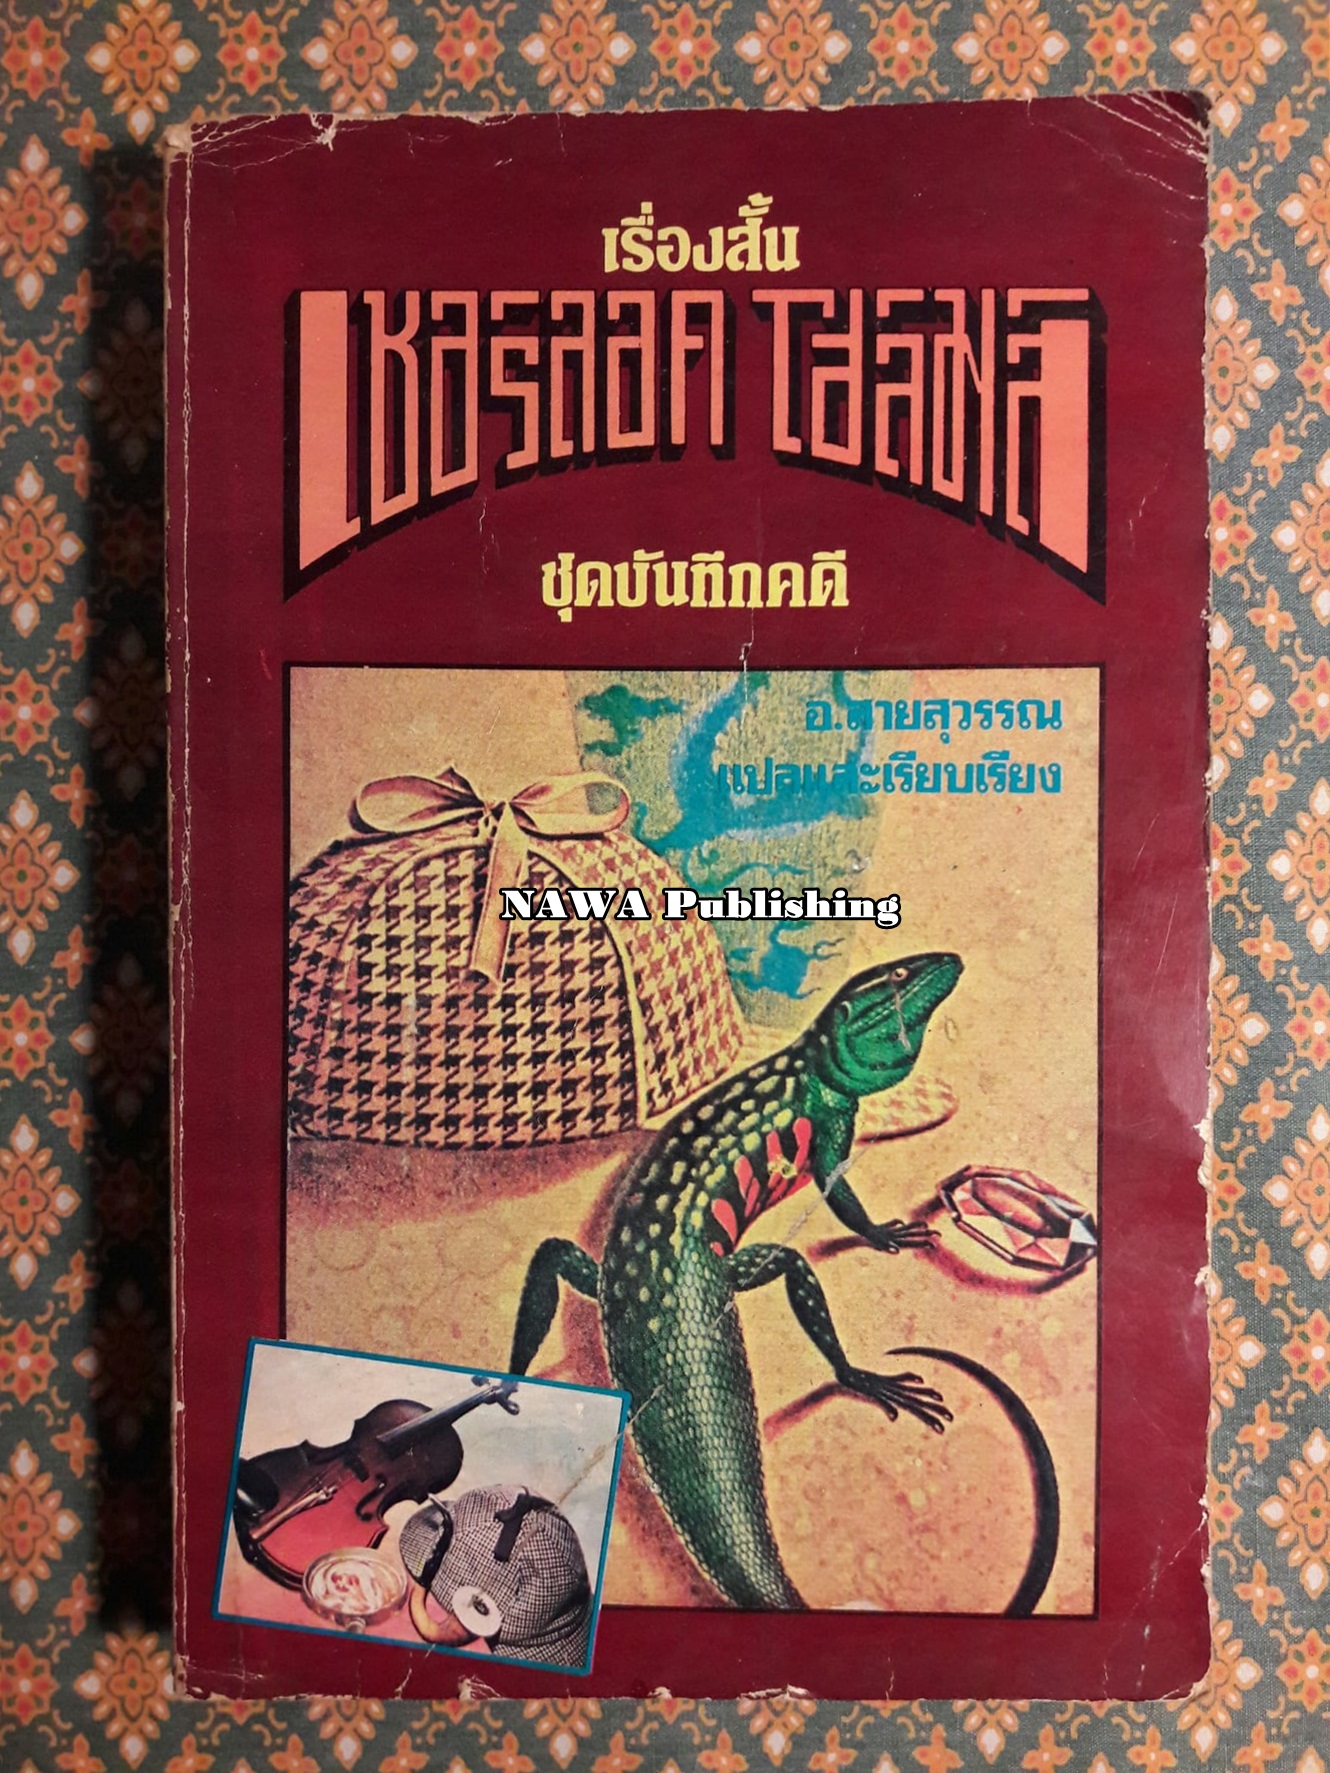 เรื่องสั้น
เชอร์ลอค โฮล์มส์
ชุดบันทึกคดี
อ.สายสุวรรณ
แปลและเรียบเรียง
NAWA Publishing